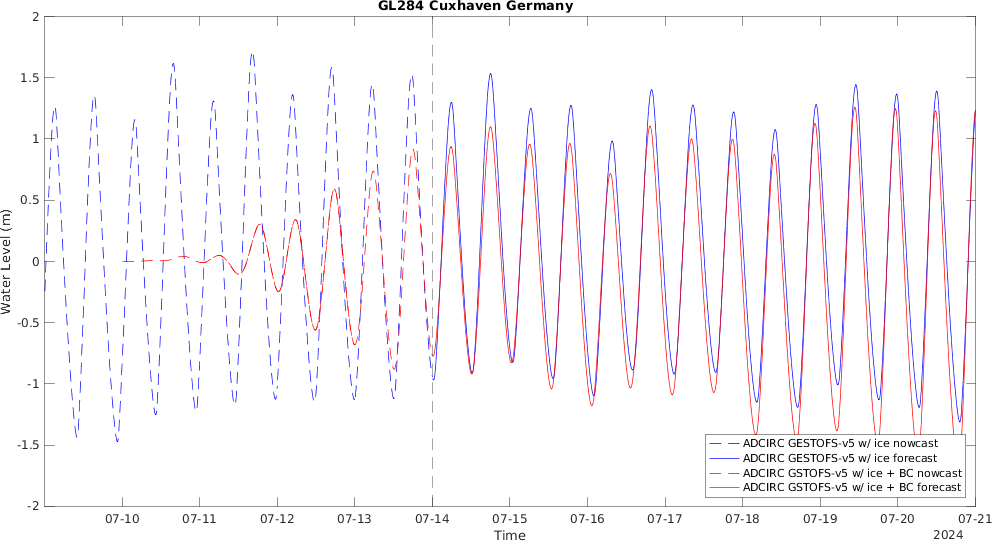 GL284 Cuxhaven Germany
2
1.5
1
0.5
0
-0.5
-1
-1.5
-2
Water Level (m)
07-10 07-11 07-12 07-13 07-14 07-15 07-16 07-17 07-18 07-19 07-20 07-21
Time
2024
ADCIRC GESTOFS-v5 w/ ice nowcast
ADCIRC GESTOFS-v5 w/ ice forecast
ADCIRC GSTOFS-v5 w/ ice + BC nowcast
ADCIRC GSTOFS-v5 w/ ice + BC forecast